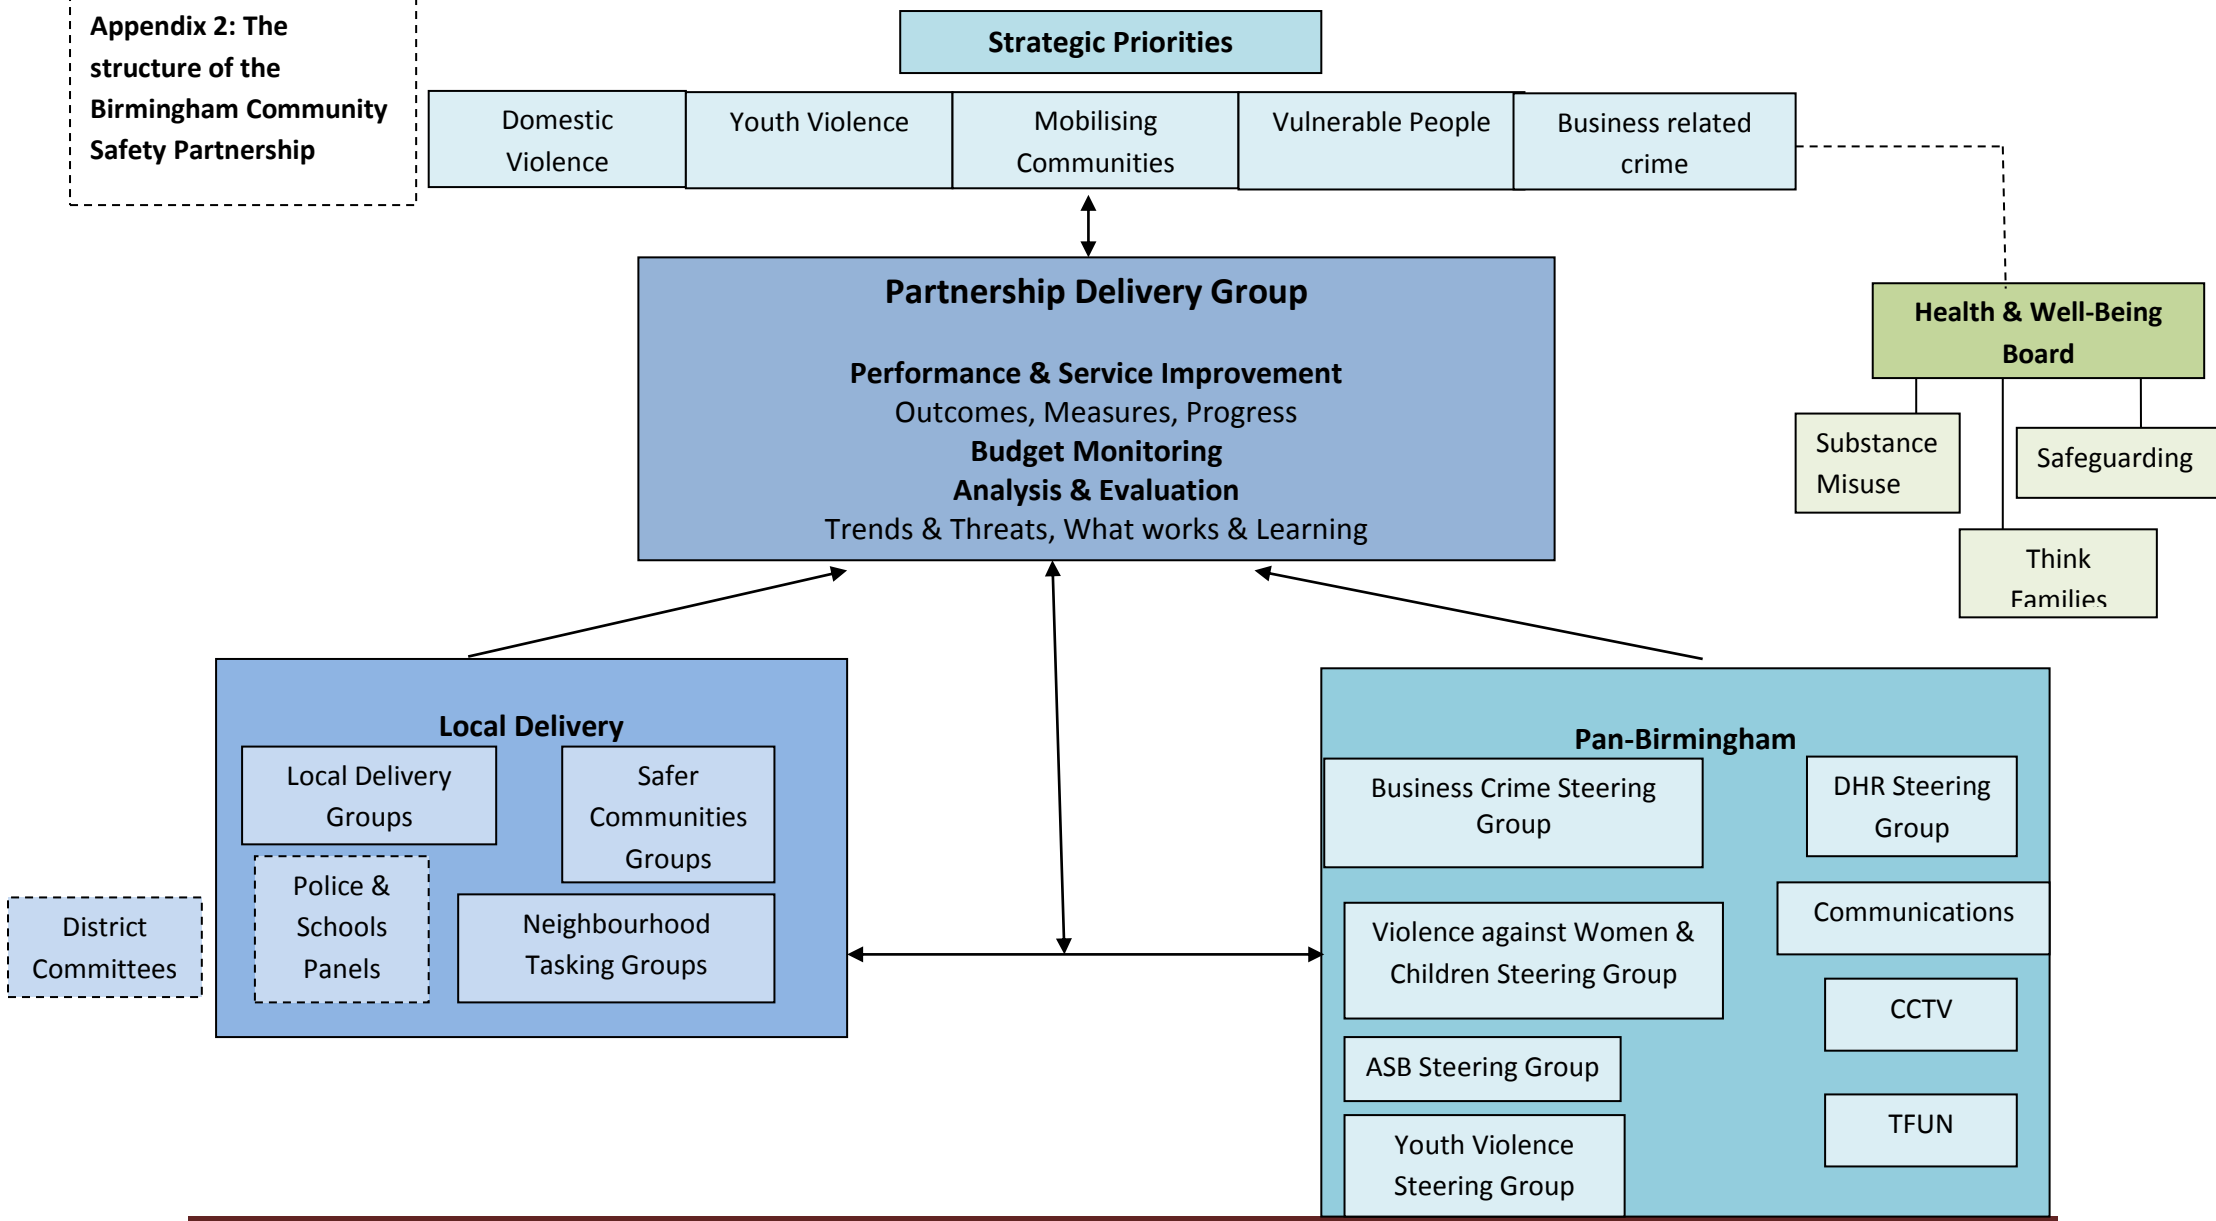 Appendix 2: The
structure of the
Birmingham Community
Safety Partnership
Strategic Priorities
Domestic
Violence
Youth Violence
Mobilising
Communities
Vulnerable People
Business related
crime
Partnership Delivery Group
Performance & Service Improvement
Outcomes, Measures, Progress
Budget Monitoring
Analysis & Evaluation
Trends & Threats, What works & Learning
Health & Well-Being
Board
Substance
Misuse
Safeguarding
Think
Families
Local Delivery
Local Delivery
Groups
Safer
Communities
Groups
Police &
Schools
Panels
Neighbourhood
Tasking Groups
District
Committees
Pan-Birmingham
Business Crime Steering
Group
DHR Steering
Group
Communications
Violence against Women &
Children Steering Group
CCTV
ASB Steering Group
TFUN
Youth Violence
Steering Group